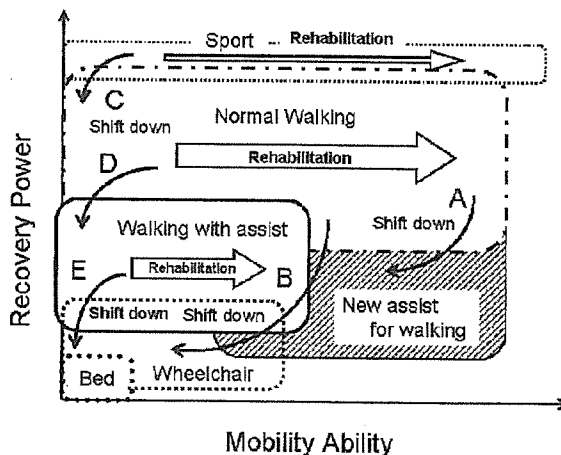 Sport
Rehabilitation
C
Shift down
Normal Walking
Rehabilitation
D
A
Shift down
Walking with assist
E
Rehabilitation
B
Shift down
Shift down
New assist
for walking
Bed
Wheelchair
Recovery Power
Mobility Ability